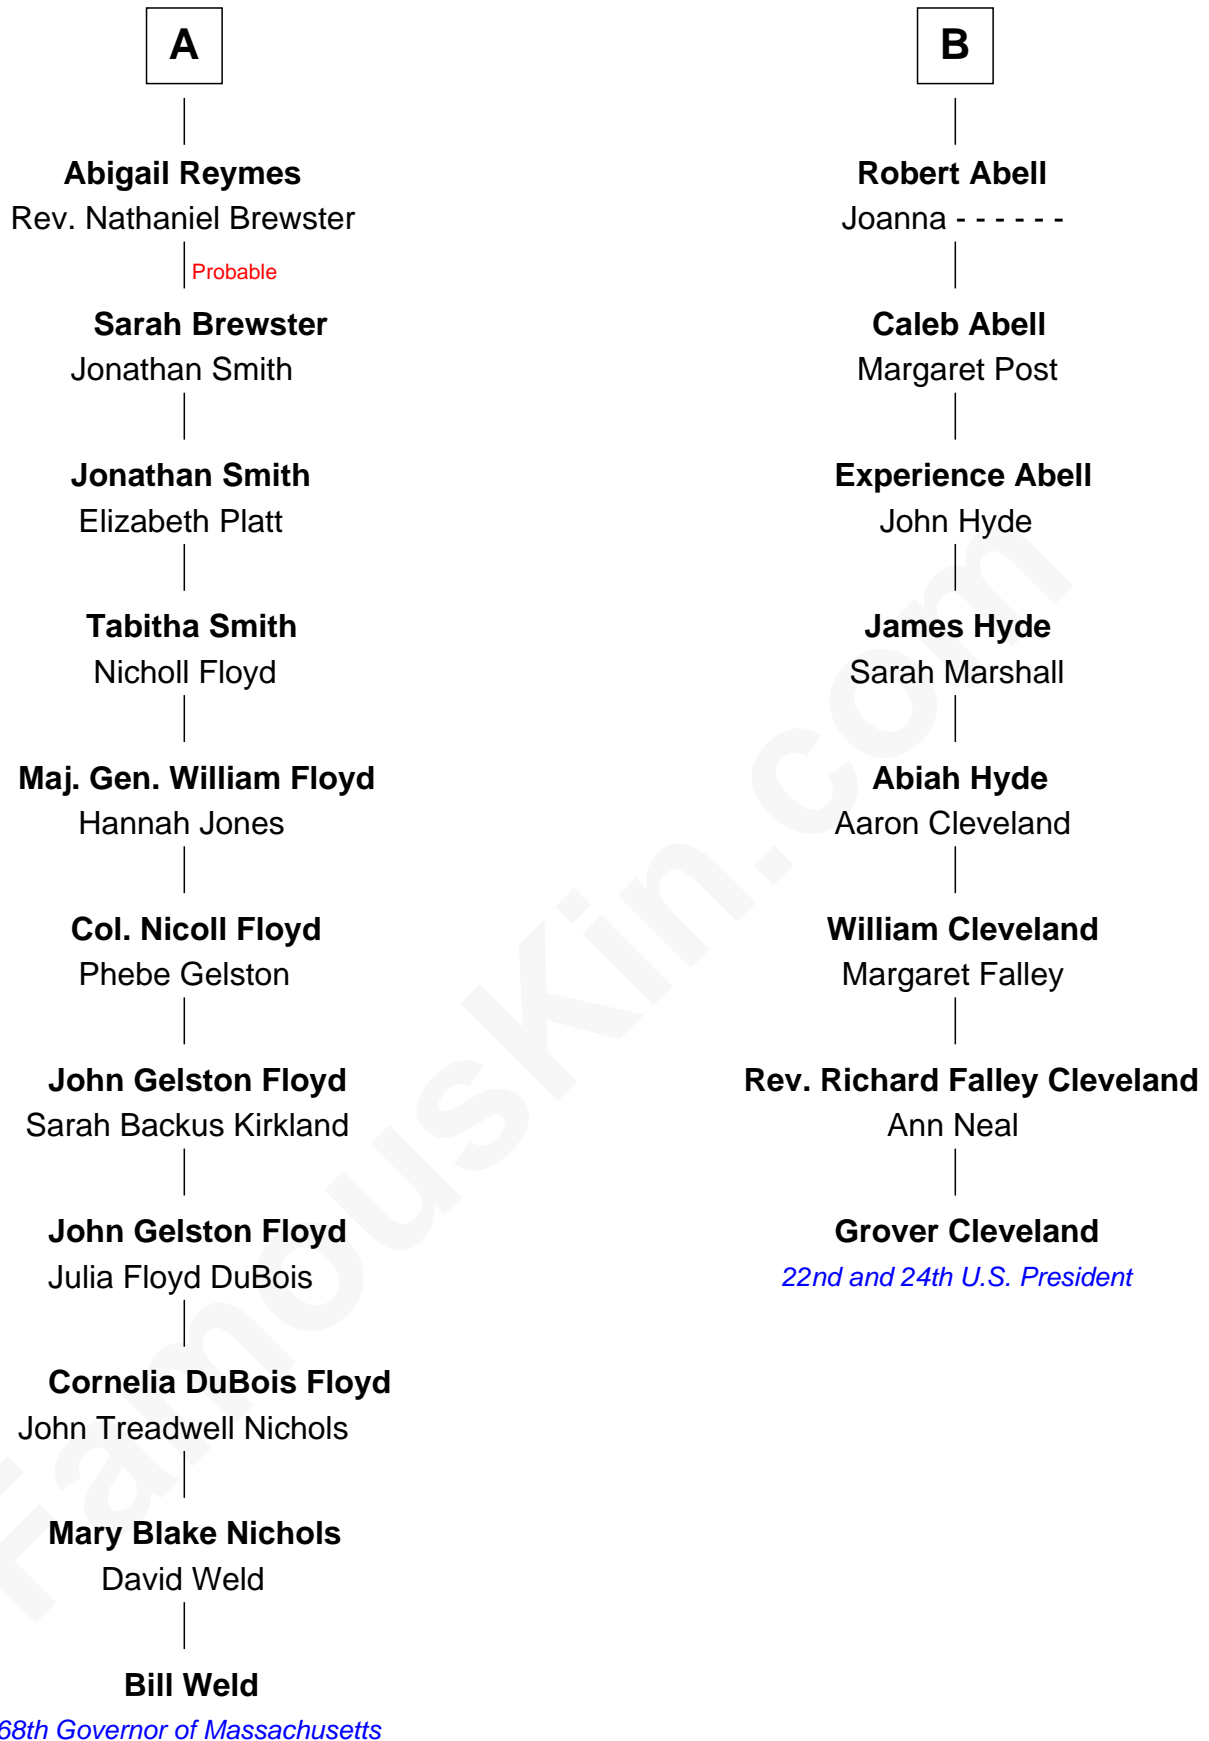 A
Abigail Reymes
Rev. Nathaniel Brewster
Probable
Sarah Brewster
Jonathan Smith
Jonathan Smith
Elizabeth Platt
Tabitha Smith
Nicholl Floyd
Maj. Gen. William Floyd
Hannah Jones
Col. Nicoll Floyd
Phebe Gelston
John Gelston Floyd
Sarah Backus Kirkland
John Gelston Floyd
Julia Floyd DuBois
Cornelia DuBois Floyd
John Treadwell Nichols
Mary Blake Nichols
David Weld
Bill Weld
68th Governor of Massachusetts
B
Robert Abell
Joanna - - - - - -
Caleb Abell
Margaret Post
Experience Abell
John Hyde
James Hyde
Sarah Marshall
Abiah Hyde
Aaron Cleveland
William Cleveland
Margaret Falley
Rev. Richard Falley Cleveland
Ann Neal
Grover Cleveland
22nd and 24th U.S. President
FamousKin.com